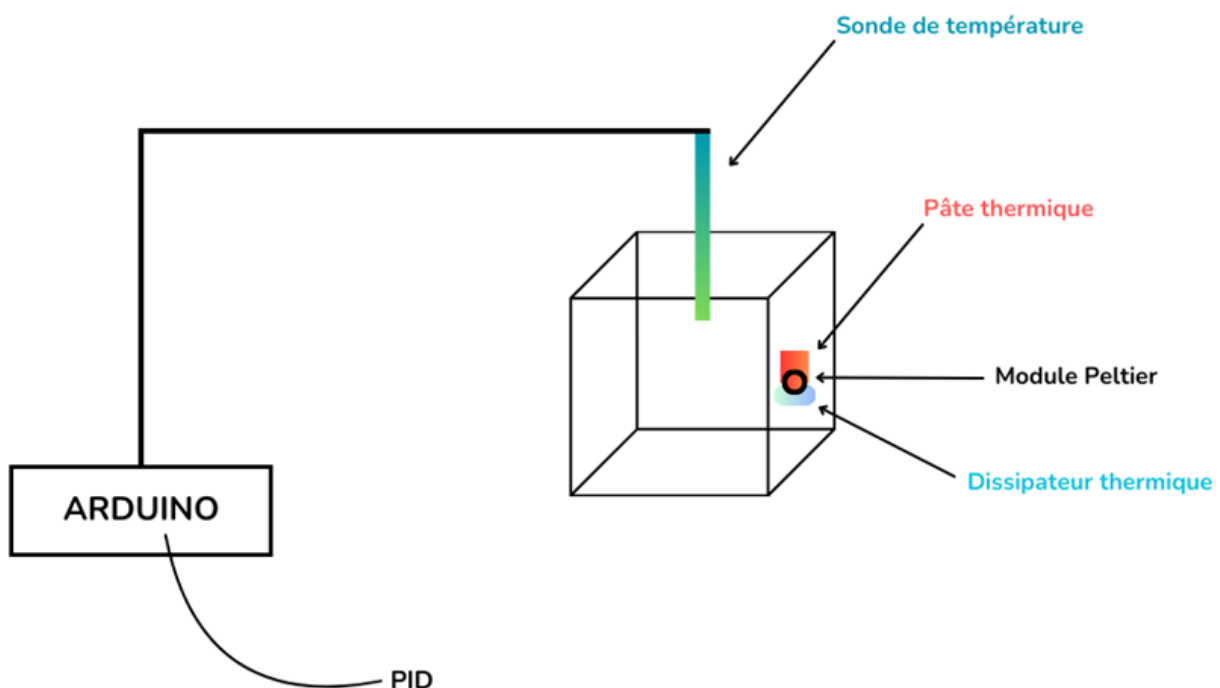 Sonde de température
Pâte thermique
Module Peltier
Dissipateur thermique
ARDUINO
PID